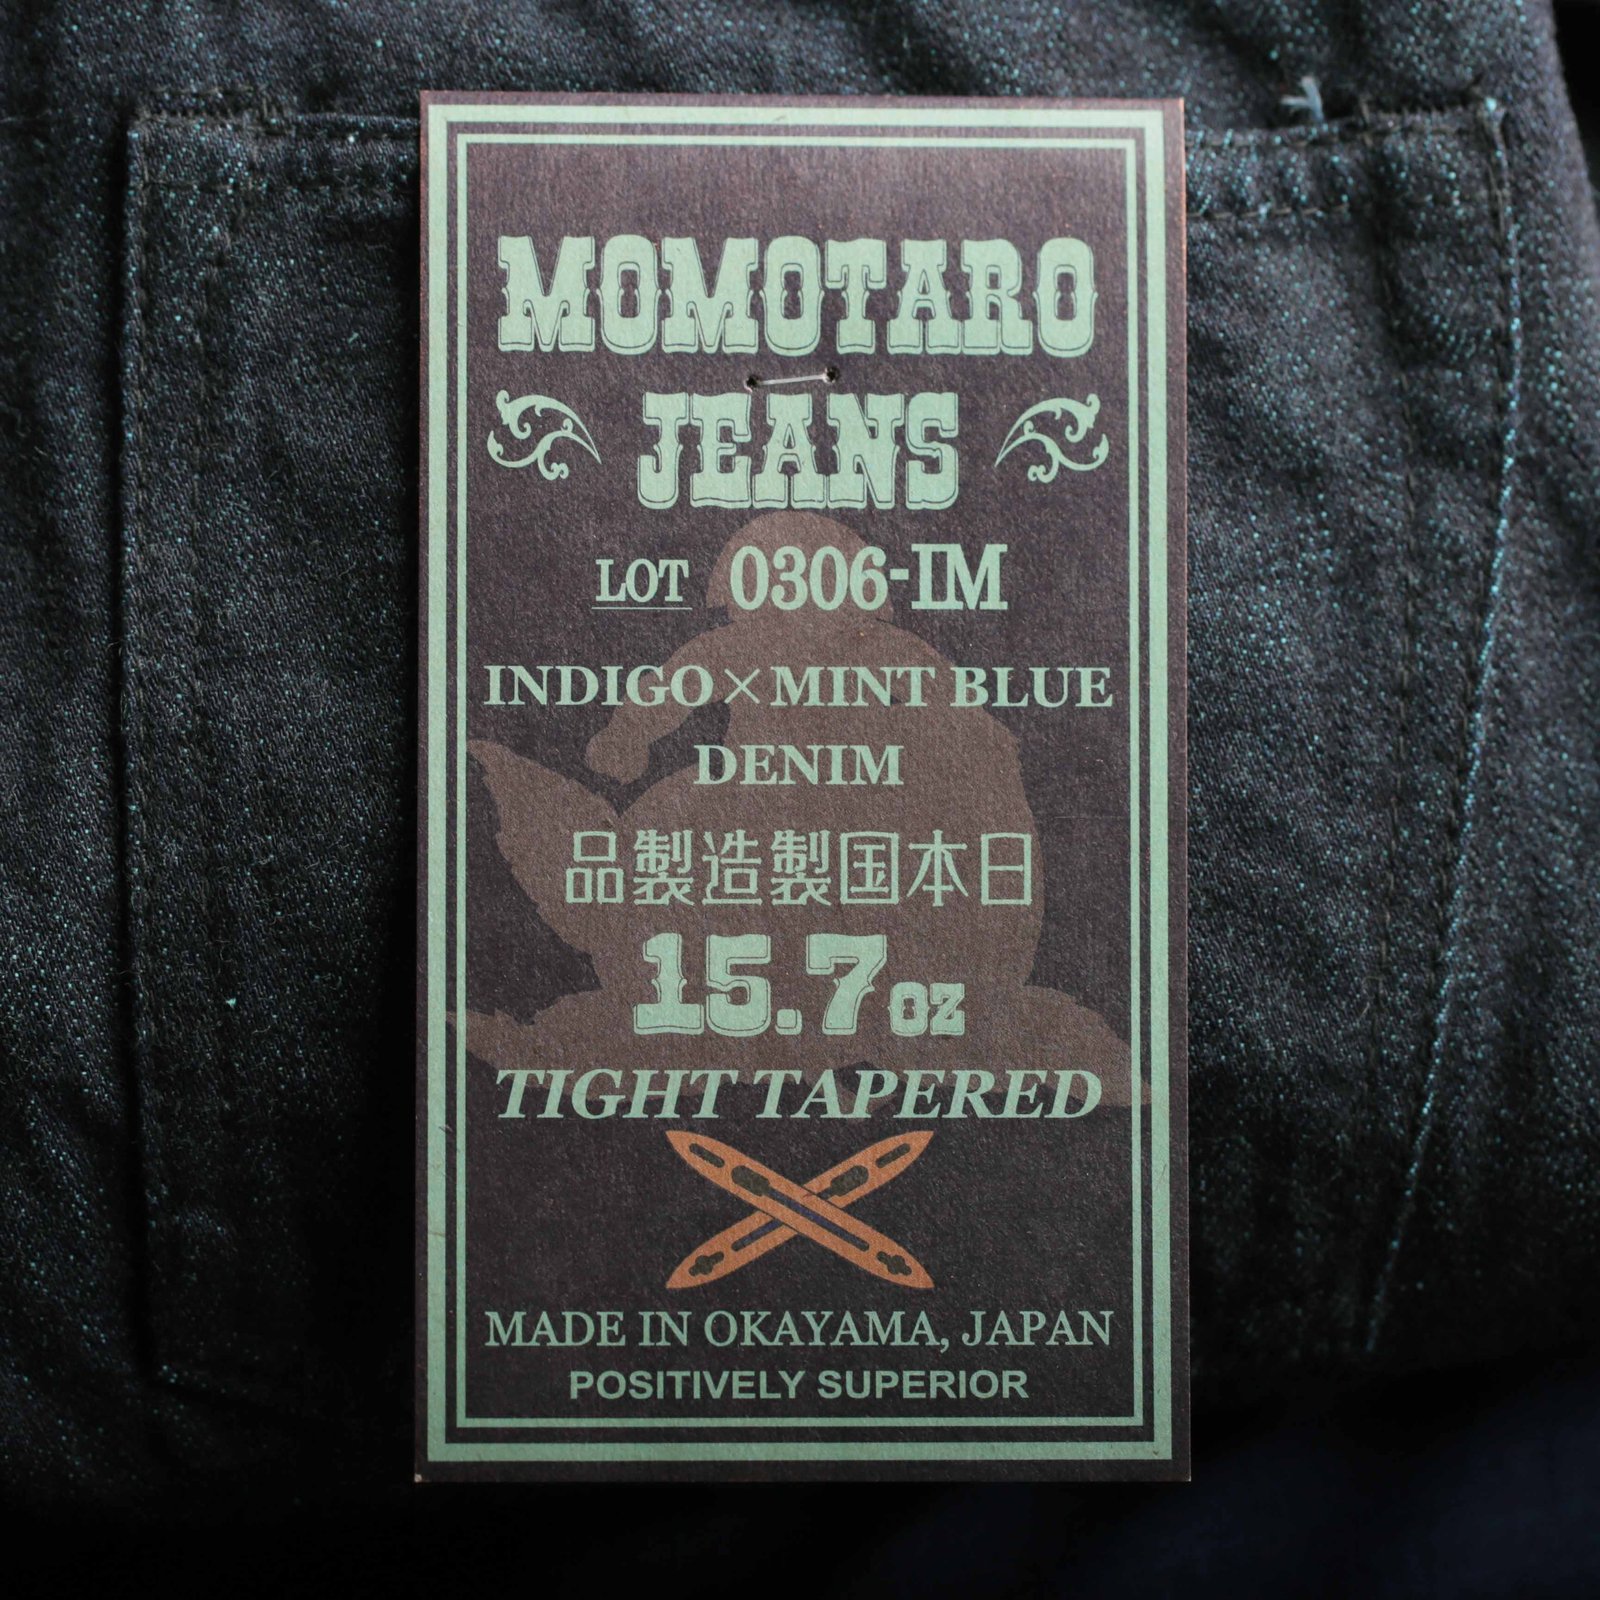 MOMOTARO
JEANS
LOT 0306-IM
INDIGO×MINT BLUE
DENIM
日本国製造製品
15.7oz
TIGHT TAPERED
MADE IN OKAYAMA, JAPAN
POSITIVELY SUPERIOR